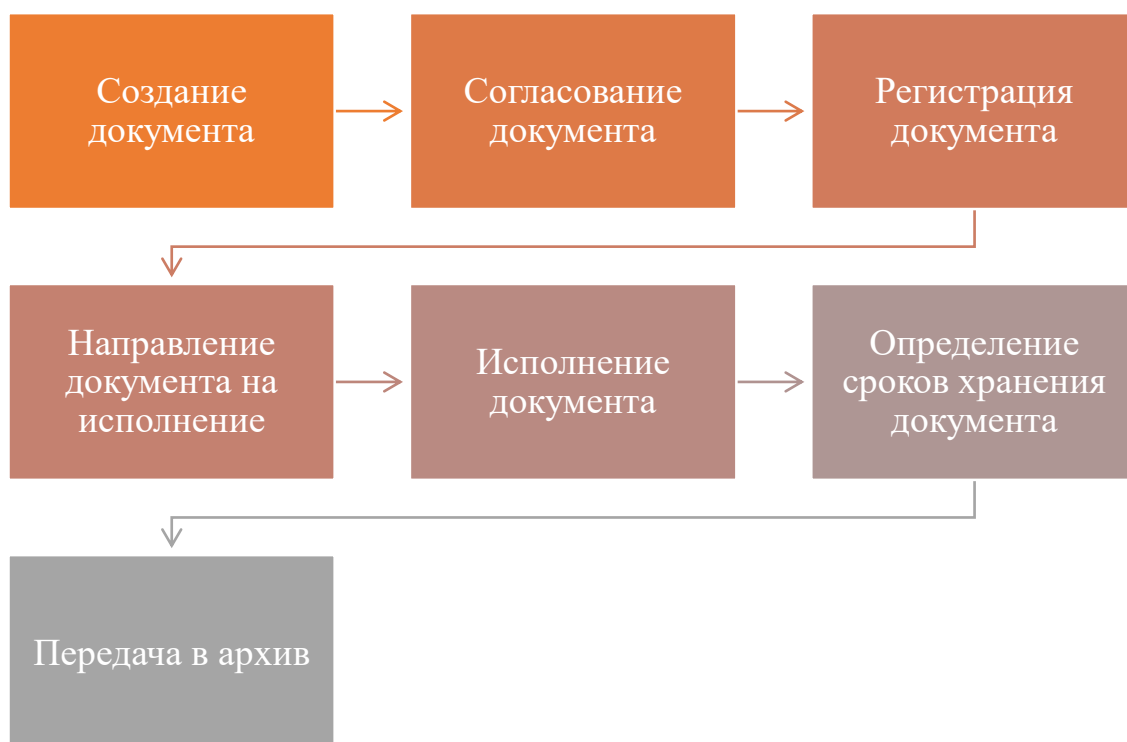 Создание
документа
Согласование
документа
Регистрация
документа
Направление
документа на
исполнение
Исполнение
документа
Определение
сроков хранения
документа
Передача в архив